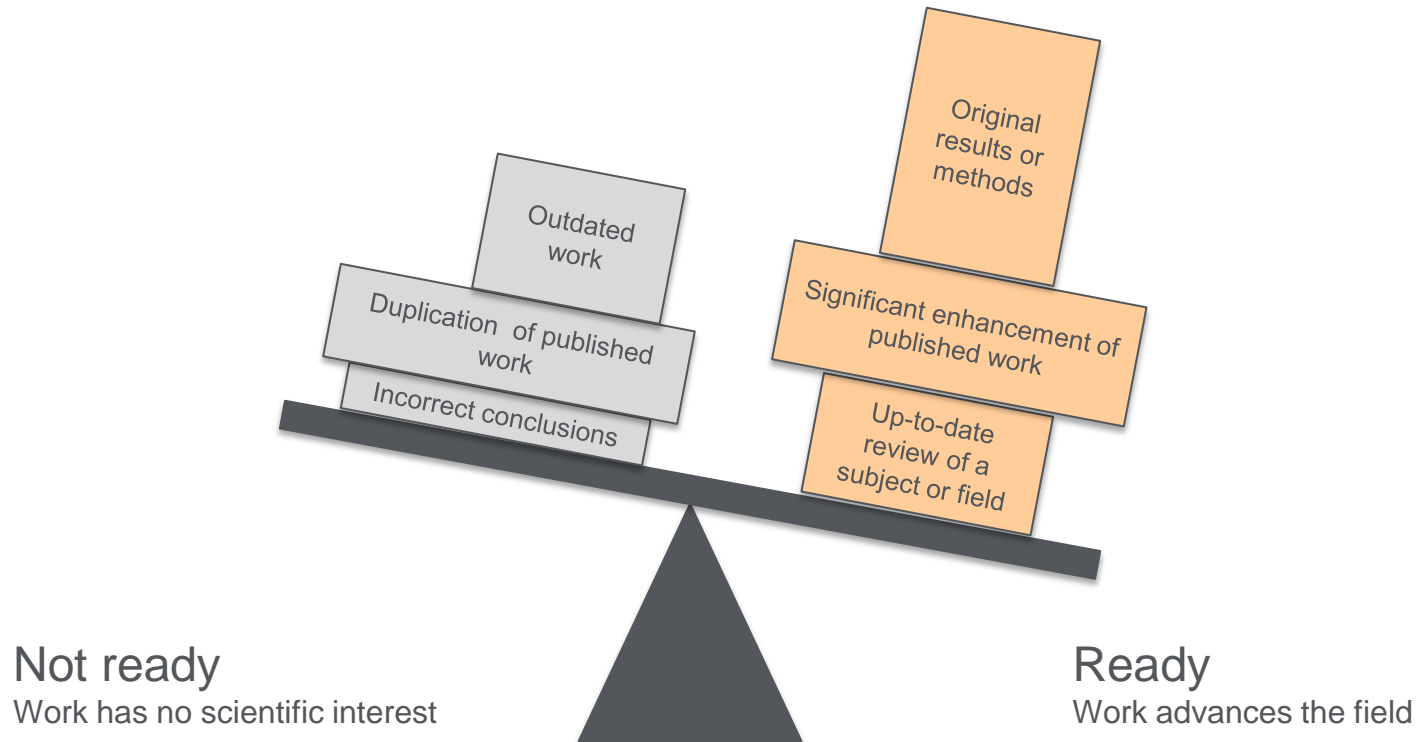 Outdated
work
Duplication of published
work
Incorrect conclusions
Original
results or
methods
Significant enhancement of
published work
Up-to-date
review of a
subject or field
Not ready
Work has no scientific interest
Ready
Work advances the field